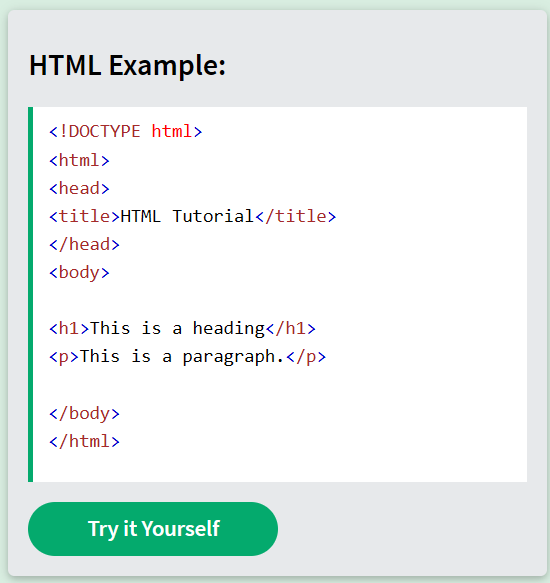 HTML Example:
<!DOCTYPE html>
<html>
<head>
<title>HTML Tutorial</title>
</head>
<body>
<h1>This is a heading</h1>
<p>This is a paragraph.</p>
</body>
</html>
Try it Yourself